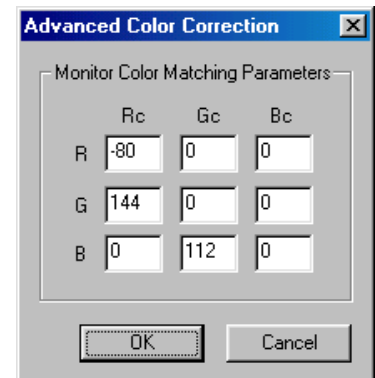 Advanced Color Correction
Monitor Color Matching Parameters
Rc Gc Bc
R -80 0 0
G 144 0 0
B 0 112 0
OK Cancel